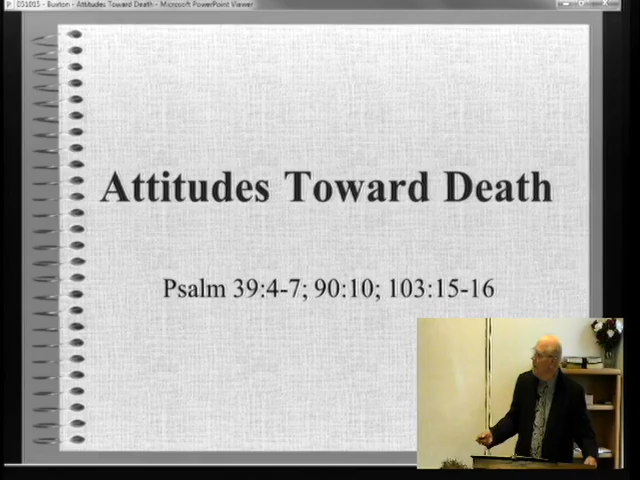 051015 - Buxton - Attitudes Toward Death - Microsoft PowerPoint Viewer
Attitudes Toward Death
Psalm 39:4-7; 90:10; 103:15-16